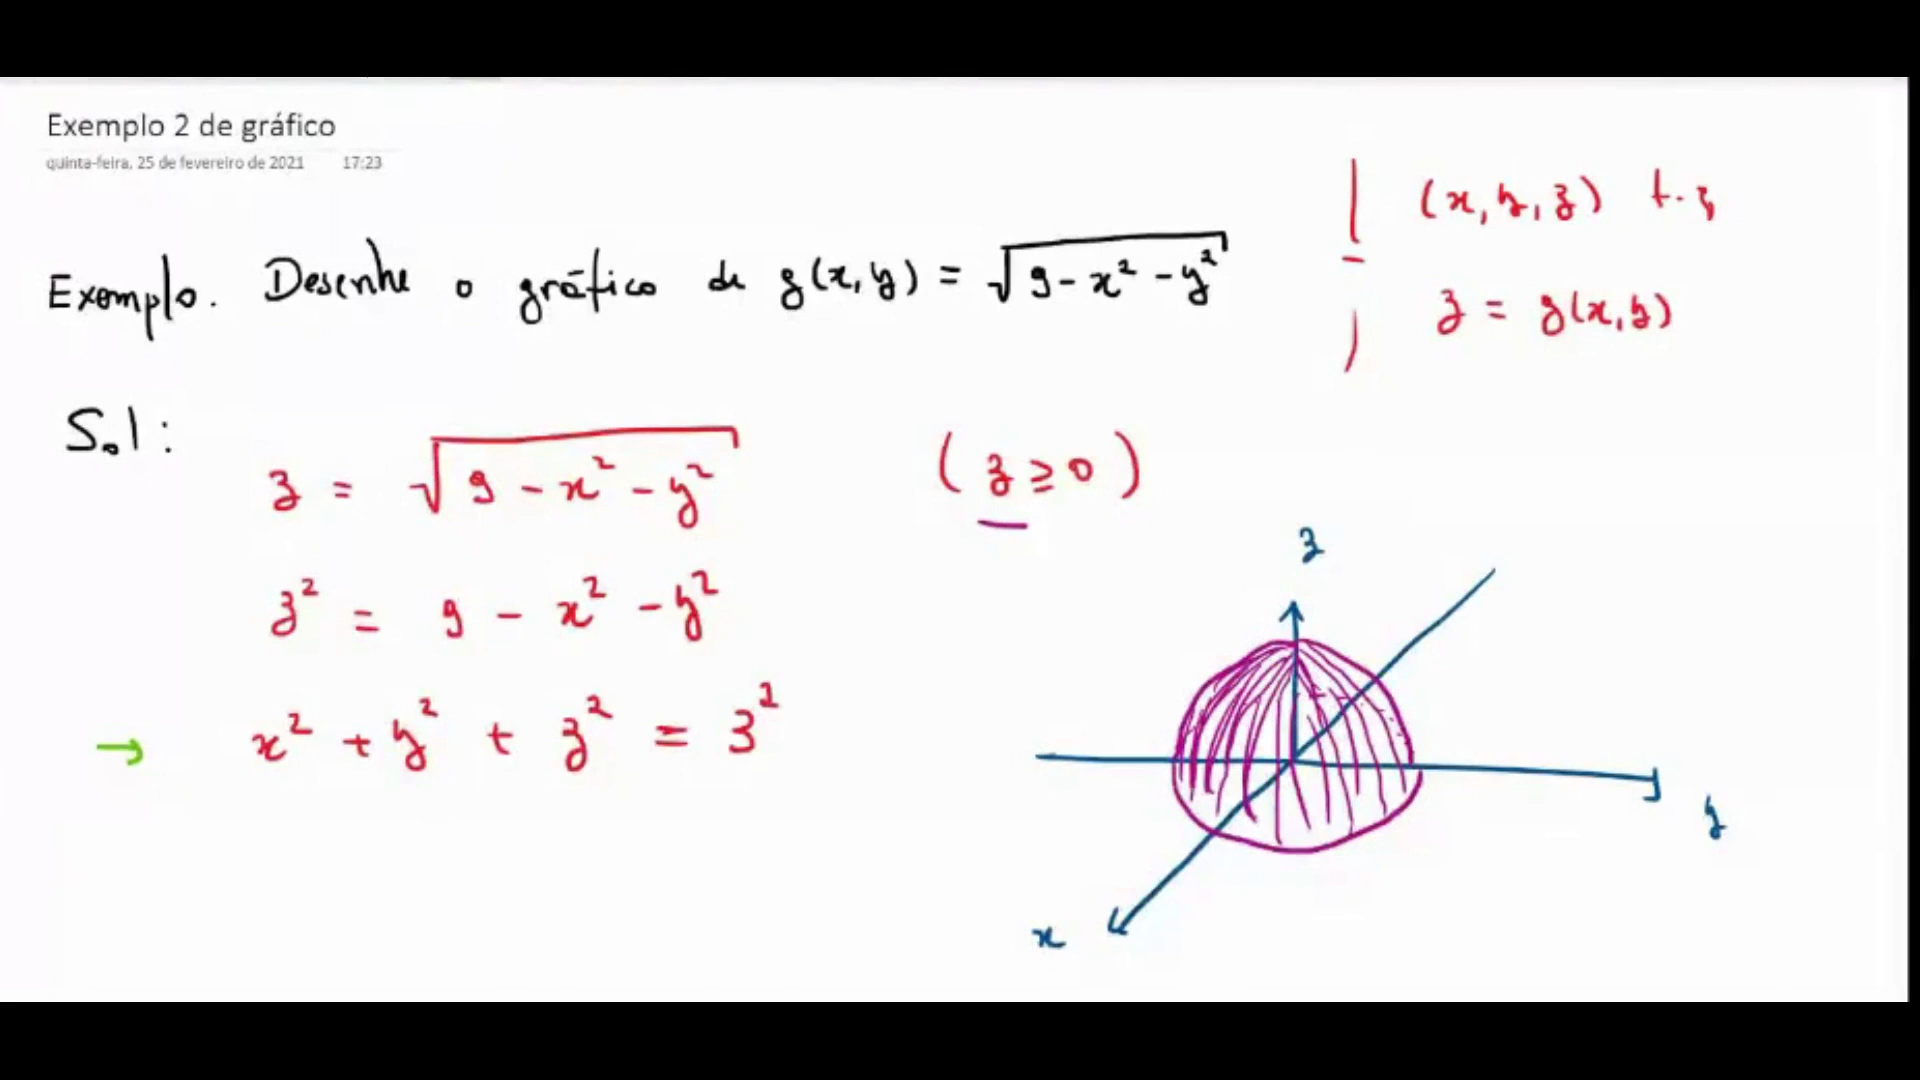 Exemplo 2 de gráfico
quinta-feira, 25 de fevereiro de 2021 17:23
Exemplo. Desenhe o gráfico de g(x,y) = √(9 - x² - y²)
(x, y, z) t.q
z = g(x,y)
Sol:
z = √(9 - x² - y²) (z ≥ 0)
z² = 9 - x² - y²
→ x² + y² + z² = 3²
z
y
x